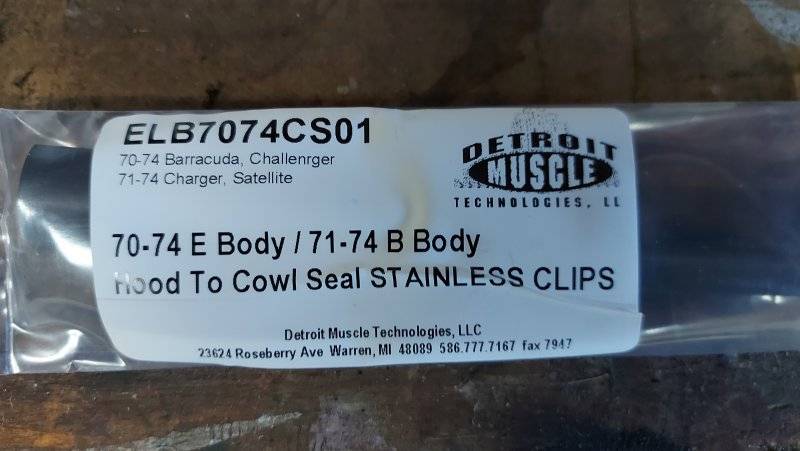 ELB7074CS01
70-74 Barracuda, Challenrger
71-74 Charger, Satellite
DETROIT
MUSCLE
TECHNOLOGIES, LL
70-74 E Body / 71-74 B Body
Hood To Cowl Seal STAINLESS CLIPS
Detroit Muscle Technologies, LLC
23624 Roseberry Ave Warren, MI 48089 586.777.7167 fax 7947